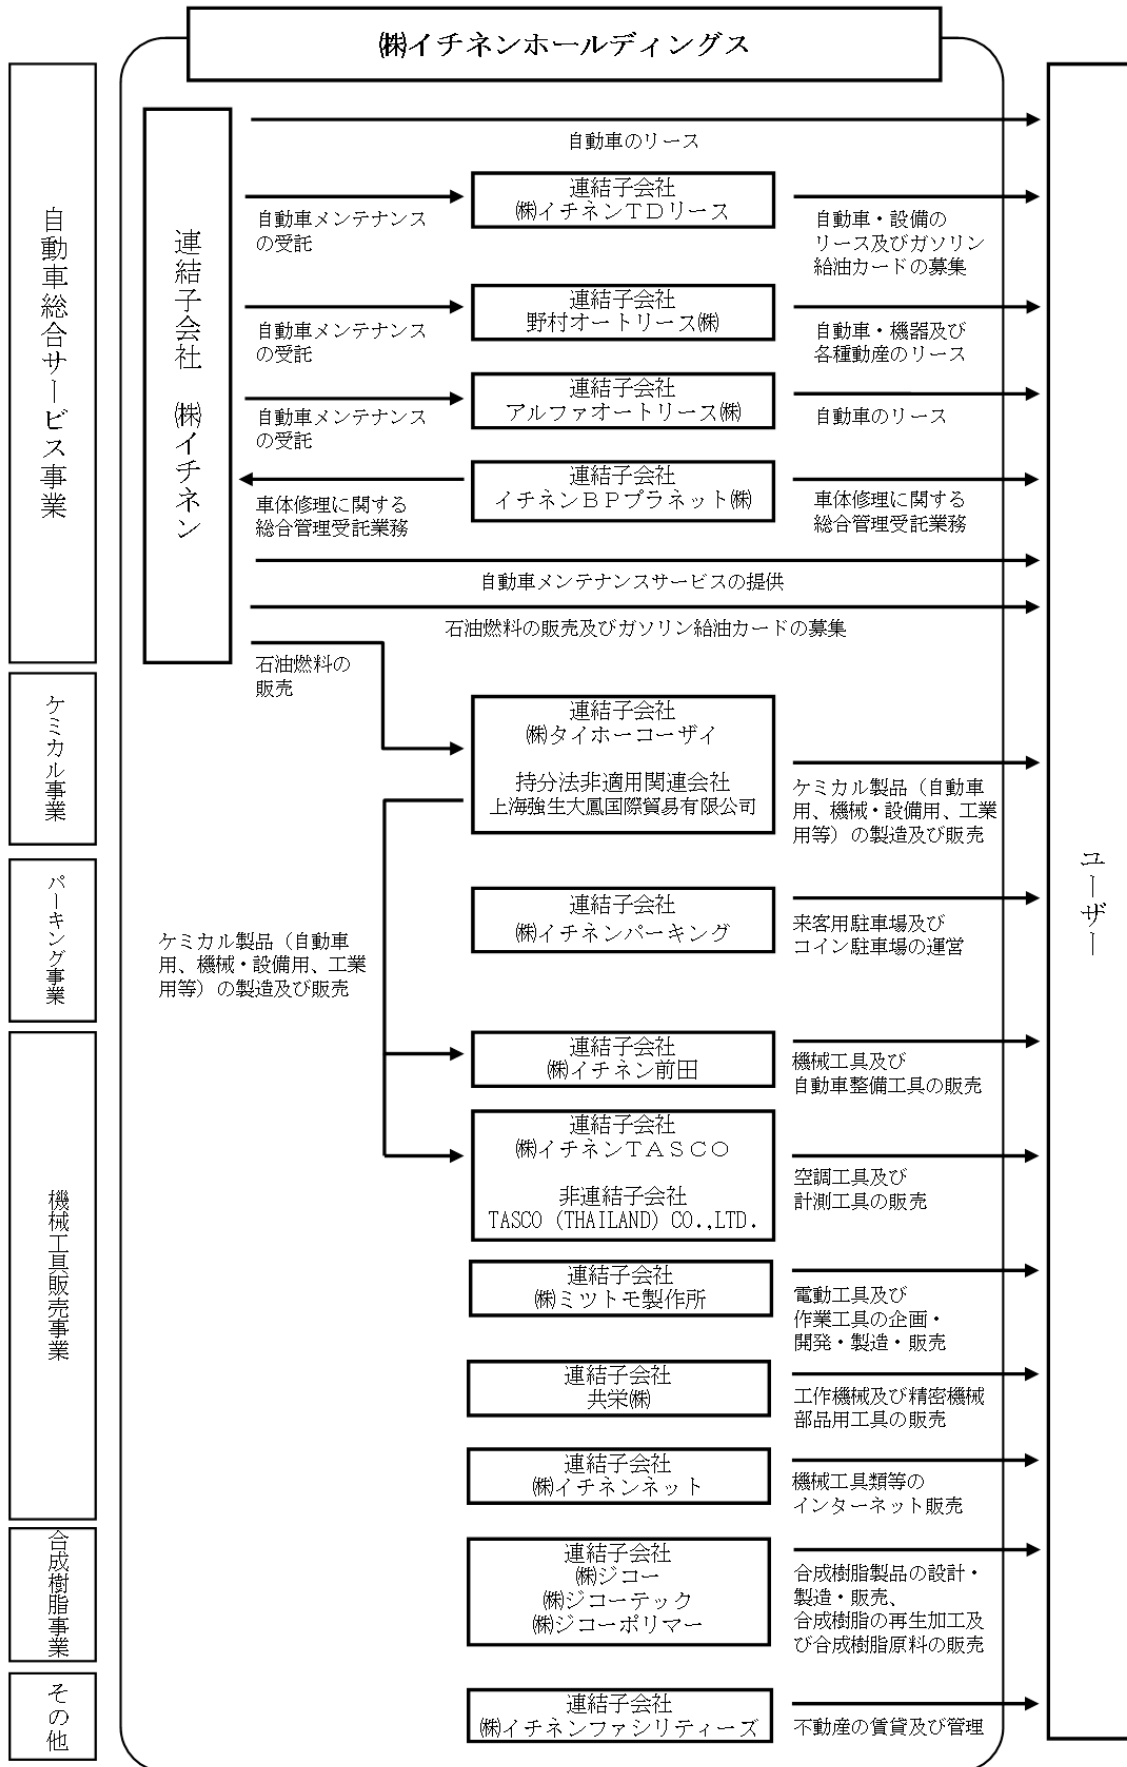 ㈱イチネンホールディングス
自動車総合サービス事業
連結子会社 ㈱イチネン
自動車のリース
自動車メンテナンス
の受託
連結子会社
㈱イチネンＴＤリース
自動車・設備の
リース及びガソリン
給油カードの募集
自動車メンテナンス
の受託
連結子会社
野村オートリース㈱
自動車・機器及び
各種動産のリース
自動車メンテナンス
の受託
連結子会社
アルファオートリース㈱
自動車のリース
車体修理に関する
総合管理受託業務
連結子会社
イチネンＢＰプラネット㈱
車体修理に関する
総合管理受託業務
自動車メンテナンスサービスの提供
石油燃料の販売及びガソリン給油カードの募集
石油燃料の
販売
ケミカル事業
連結子会社
㈱タイホーコーザイ
持分法非適用関連会社
上海強生大鳳国際貿易有限公司
ケミカル製品（自動車
用、機械・設備用、工業
用等）の製造及び販売
パーキング事業
連結子会社
㈱イチネンパーキング
来客用駐車場及び
コイン駐車場の運営
ケミカル製品（自動車
用、機械・設備用、工業
用等）の製造及び販売
機械工具販売事業
連結子会社
㈱イチネン前田
機械工具及び
自動車整備工具の販売
連結子会社
㈱イチネンＴＡＳＣＯ
非連結子会社
TASCO (THAILAND) CO.,LTD.
空調工具及び
計測工具の販売
連結子会社
㈱ミツトモ製作所
電動工具及び
作業工具の企画・
開発・製造・販売
連結子会社
共栄㈱
工作機械及び精密機械
部品用工具の販売
連結子会社
㈱イチネンネット
機械工具類等の
インターネット販売
合成樹脂事業
連結子会社
㈱ジコー
㈱ジコーテック
㈱ジコーポリマー
合成樹脂製品の設計・
製造・販売、
合成樹脂の再生加工及
び合成樹脂原料の販売
その他
連結子会社
㈱イチネンファシリティーズ
不動産の賃貸及び管理
ユーザー